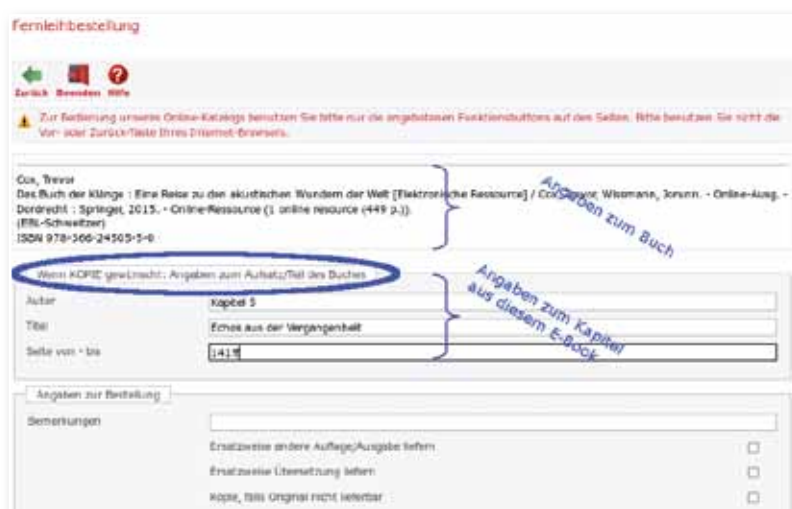 Fernleihbestellung
Zurück Beenden Hilfe
Zur Bedienung unseres Online-Katalogs benutzen Sie bitte nur die angebotenen Funktionsbuttons auf den Seiten. Bitte benutzen Sie nicht die
Vor- oder Zurück-Taste Ihres Internet-Browsers.
Cox, Trevor
Das Buch der Klänge : Eine Reise zu den akustischen Wundern der Welt [Elektronische Ressource] / Cox, Trevor, Wissmann, Jorunn. - Online-Ausg. -
Dordrecht : Springer, 2015. - Online-Ressource (1 online resource (449 p.)).
(EBL-Schweitzer)
ISBN 978-366-24505-5-0
Angaben zum Buch
Wenn KOPIE gewünscht: Angaben zum Aufsatz/Teil des Buches
Autor Kapitel 5
Titel Echos aus der Vergangenheit
Seite von - bis
Angaben zum Kapitel
aus diesem E-Book
Angaben zur Bestellung
Bemerkungen
Ersatzweise andere Auflage/Ausgabe liefern
Ersatzweise Übersetzung liefern
Kopie, falls Original nicht lieferbar